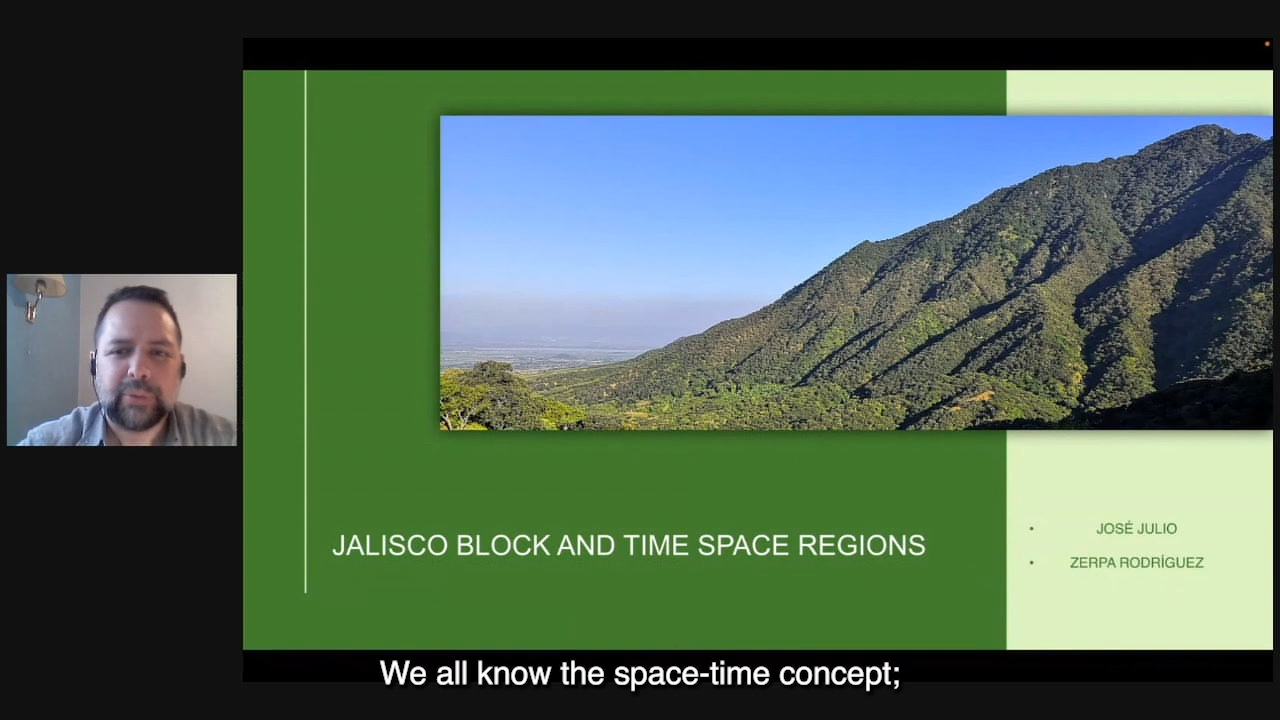 JALISCO BLOCK AND TIME SPACE REGIONS
• JOSÉ JULIO
• ZERPA RODRÍGUEZ
We all know the space-time concept;